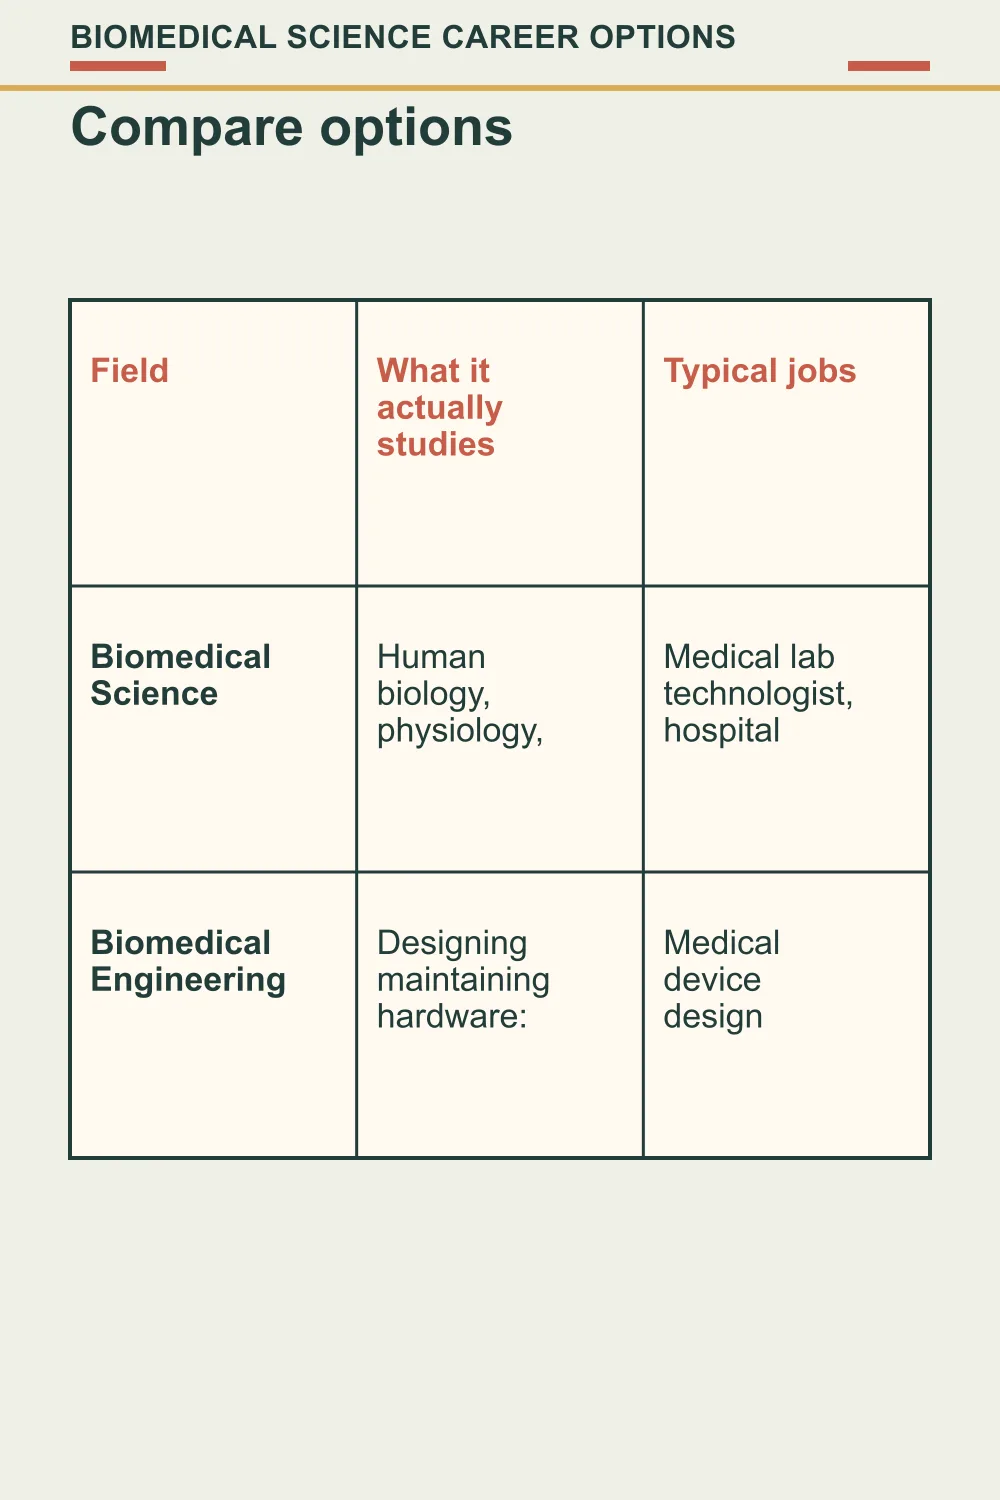 BIOMEDICAL SCIENCE CAREER OPTIONS
Compare options
Field
What it
actually
studies
Typical jobs
Biomedical
Science
Human
biology,
physiology,
Medical lab
technologist,
hospital
Biomedical
Engineering
Designing
maintaining
hardware:
Medical
device
design